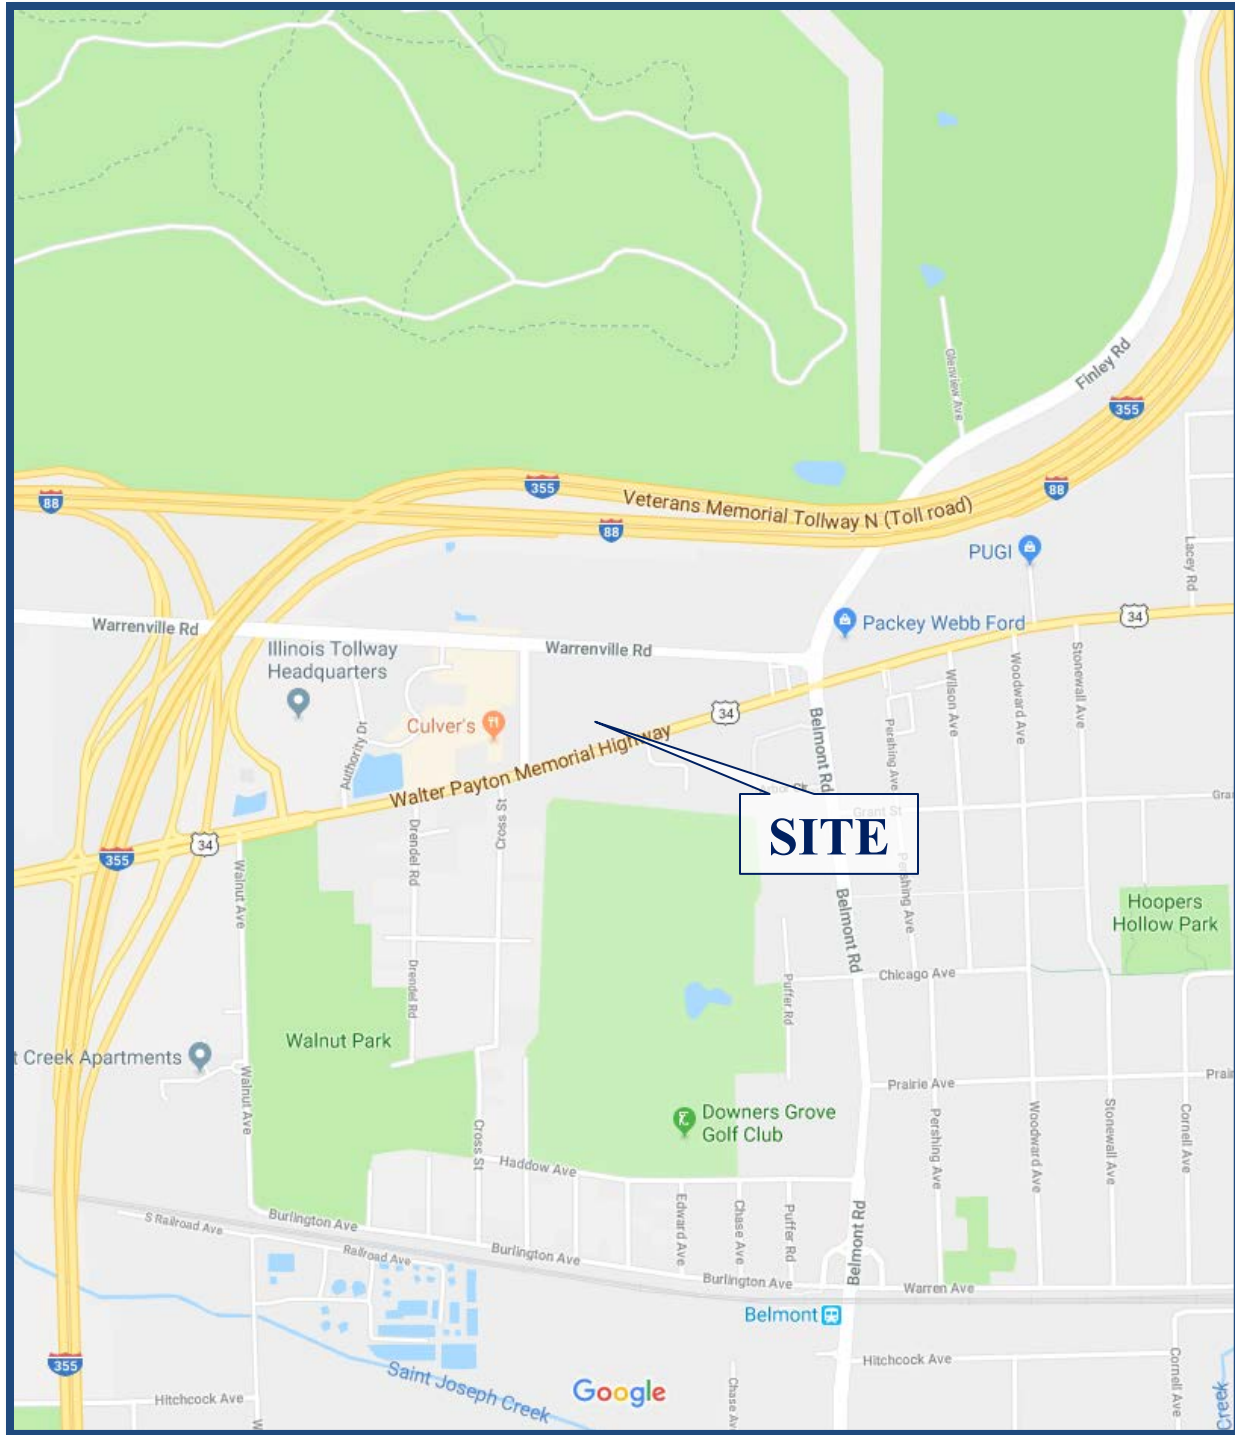 Finley Rd
Glenview Ave
355
355
88
Veterans Memorial Tollway N (Toll road)
88
88
PUGI
Lacey Rd
34
Warrenville Rd
Warrenville Rd
Packey Webb Ford
Illinois Tollway
Headquarters
Stonewall Ave
Woodward Ave
Wilson Ave
34
Culver's
Authority Dr
Belmont Rd
Pershing Ave
Walter Payton Memorial Highway
Arbor Cir
Grant St
Gra
SITE
Cross St
Drendel Rd
34
355
Walnut Ave
Pershing Ave
Belmont Rd
Hoopers
Hollow Park
Chicago Ave
Drendel Rd
Puffer Rd
Walnut Park
t Creek Apartments
Walnut Ave
Prairie Ave
Prair
Downers Grove
Golf Club
Cross St
Haddow Ave
Pershing Ave
Woodward Ave
Stonewall Ave
Cornell Ave
Edward Ave
Chase Ave
Puffer Rd
Belmont Rd
S Railroad Ave
Burlington Ave
Railroad Ave
Burlington Ave
Burlington Ave
Warren Ave
Belmont
355
Saint Joseph Creek
Hitchcock Ave
Hitchcock Ave
W
Google
Chase Av
Cornell Ave
Creek